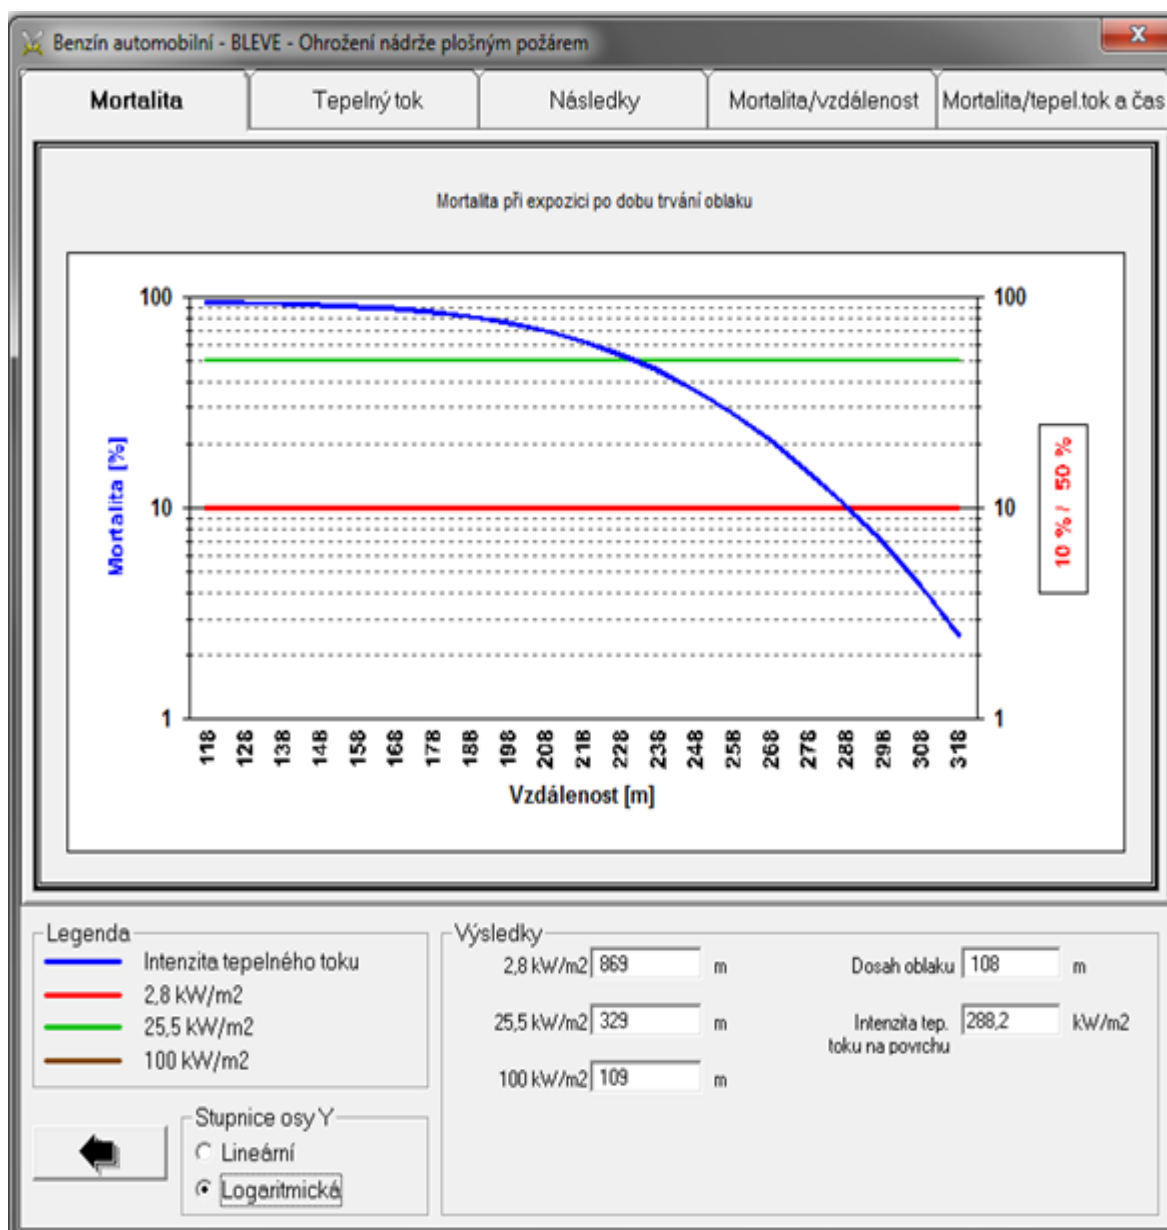 Benzín automobilní - BLEVE - Ohrožení nádrže plošným požárem
x
Mortalita
Tepelný tok
Následky
Mortalita/vzdálenost
Mortalita/tepel.tok a čas
Mortalita při expozici po dobu trvání oblaku
100
10
1
Mortalita [%]
100
10
1
10 % / 50 %
118 128 138 148 158 168 178 188 198 208 218 228 238 248 258 268 278 288 298 308 318
Vzdálenost [m]
Legenda
Intenzita tepelného toku
2,8 kW/m2
25,5 kW/m2
100 kW/m2
Stupnice osy Y
Lineární
Logaritmická
Výsledky
2,8 kW/m2 869 m
25,5 kW/m2 329 m
100 kW/m2 109 m
Dosah oblaku 108 m
Intenzita tep. 288,2 kW/m2
toku na povrchu